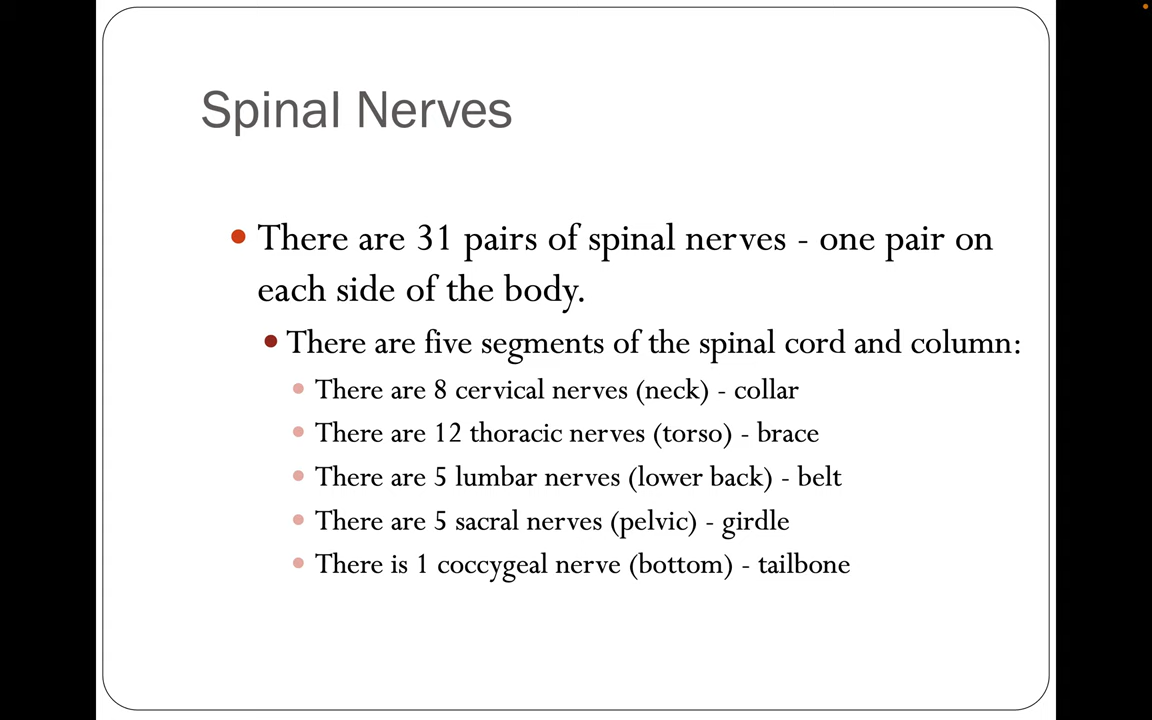 Spinal Nerves
There are 31 pairs of spinal nerves - one pair on
each side of the body.
There are five segments of the spinal cord and column:
There are 8 cervical nerves (neck) - collar
There are 12 thoracic nerves (torso) - brace
There are 5 lumbar nerves (lower back) - belt
There are 5 sacral nerves (pelvic) - girdle
There is 1 coccygeal nerve (bottom) - tailbone